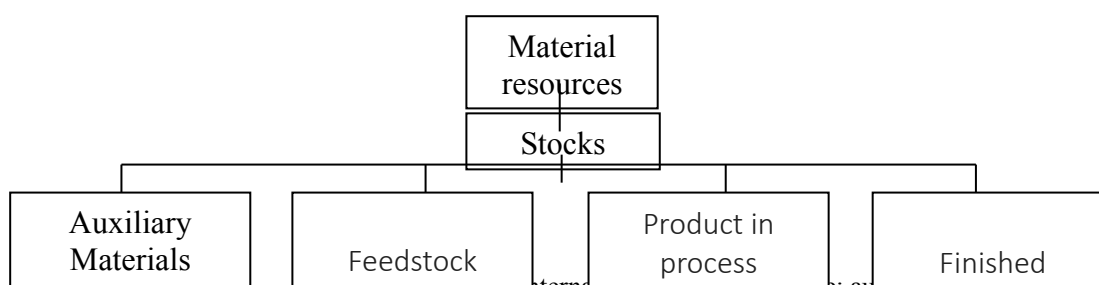 Material
resources
Stocks
Auxiliary
Materials
Feedstock
Product in
process
Finished